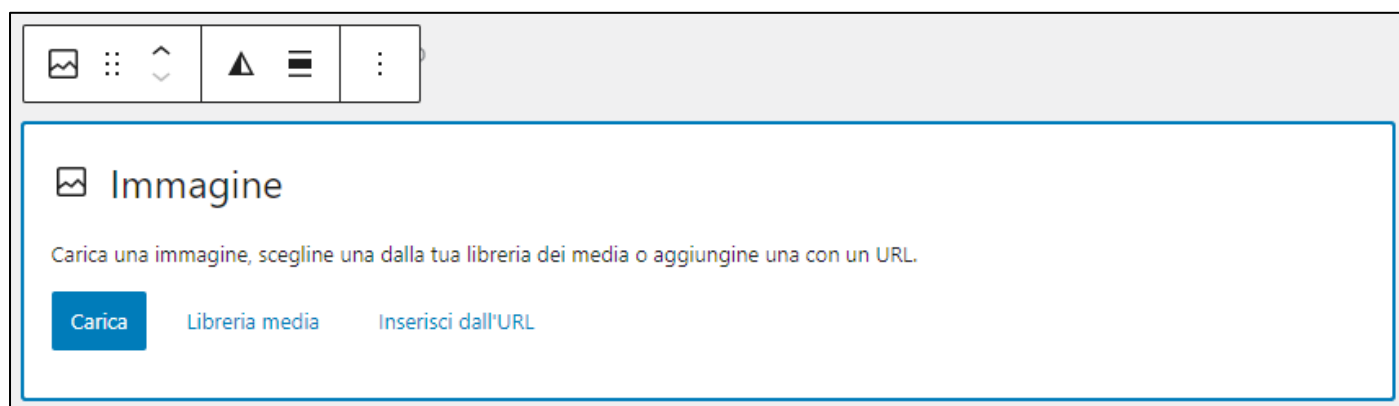 Immagine
Carica una immagine, scegline una dalla tua libreria dei media o aggiungine una con un URL.
Carica Libreria media Inserisci dall'URL